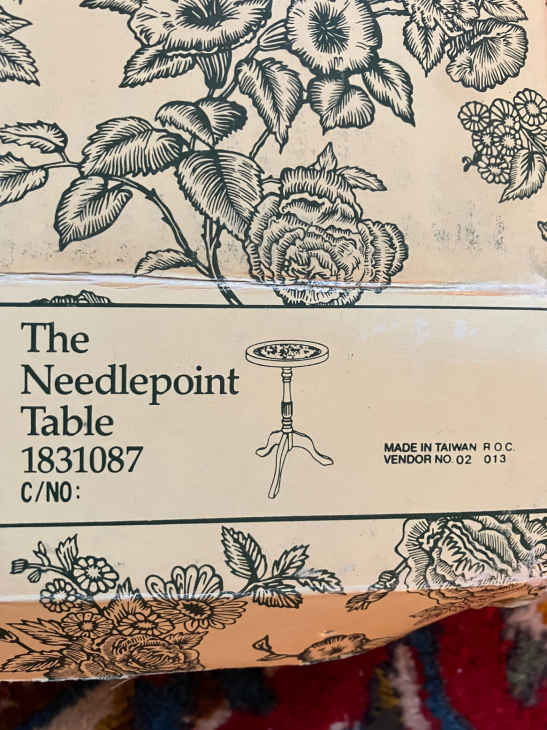 The
Needlepoint
Table
1831087
C/NO:
MADE IN TAIWAN R.O.C.
VENDOR NO. 02 013